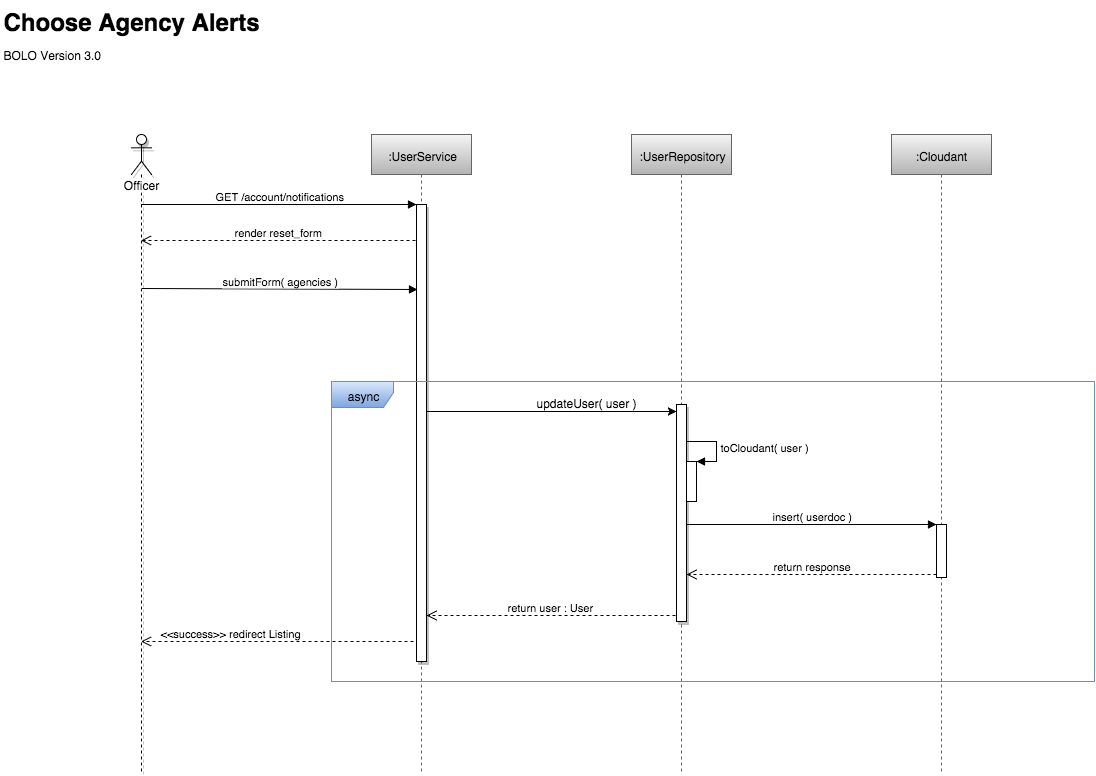 Choose Agency Alerts
BOLO Version 3.0
:UserService
:UserRepository
:Cloudant
Officer
GET /account/notifications
render reset_form
submitForm( agencies )
async
updateUser( user )
toCloudant( user )
insert( userdoc )
return response
return user : User
<<success>> redirect Listing